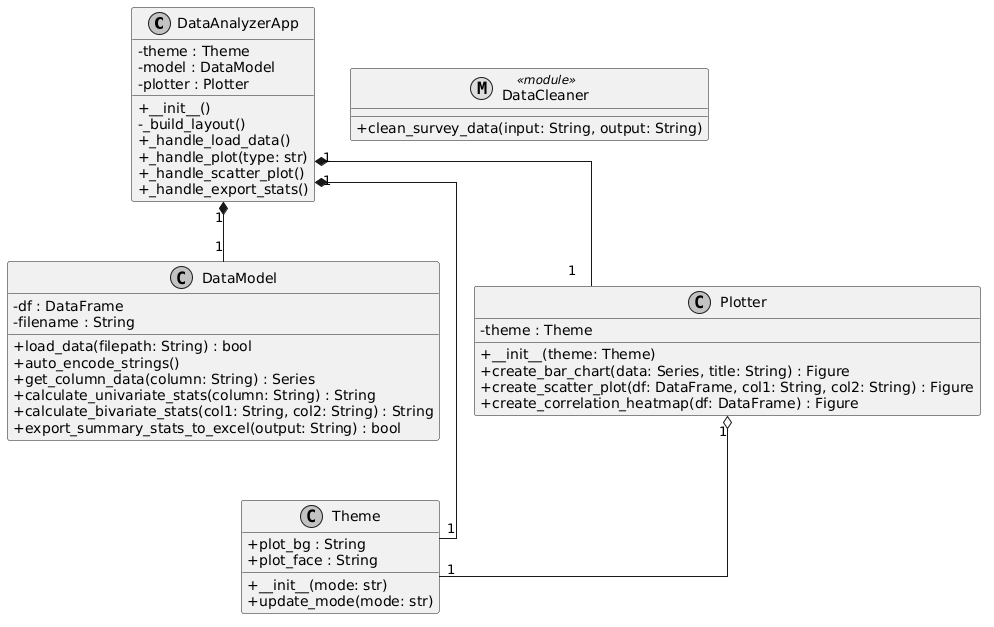 C DataAnalyzerApp
-theme : Theme
-model : DataModel
-plotter : Plotter
+__init__()
-_build_layout()
+_handle_load_data()
+_handle_plot(type: str)
+_handle_scatter_plot()
+_handle_export_stats()
M «module»
DataCleaner
+clean_survey_data(input: String, output: String)
1
1
1
1
1
C DataModel
-df : DataFrame
-filename : String
+load_data(filepath: String) : bool
+auto_encode_strings()
+get_column_data(column: String) : Series
+calculate_univariate_stats(column: String) : String
+calculate_bivariate_stats(col1: String, col2: String) : String
+export_summary_stats_to_excel(output: String) : bool
C Plotter
-theme : Theme
+__init__(theme: Theme)
+create_bar_chart(data: Series, title: String) : Figure
+create_scatter_plot(df: DataFrame, col1: String, col2: String) : Figure
+create_correlation_heatmap(df: DataFrame) : Figure
1
C Theme
+plot_bg : String
+plot_face : String
+__init__(mode: str)
+update_mode(mode: str)
1
1